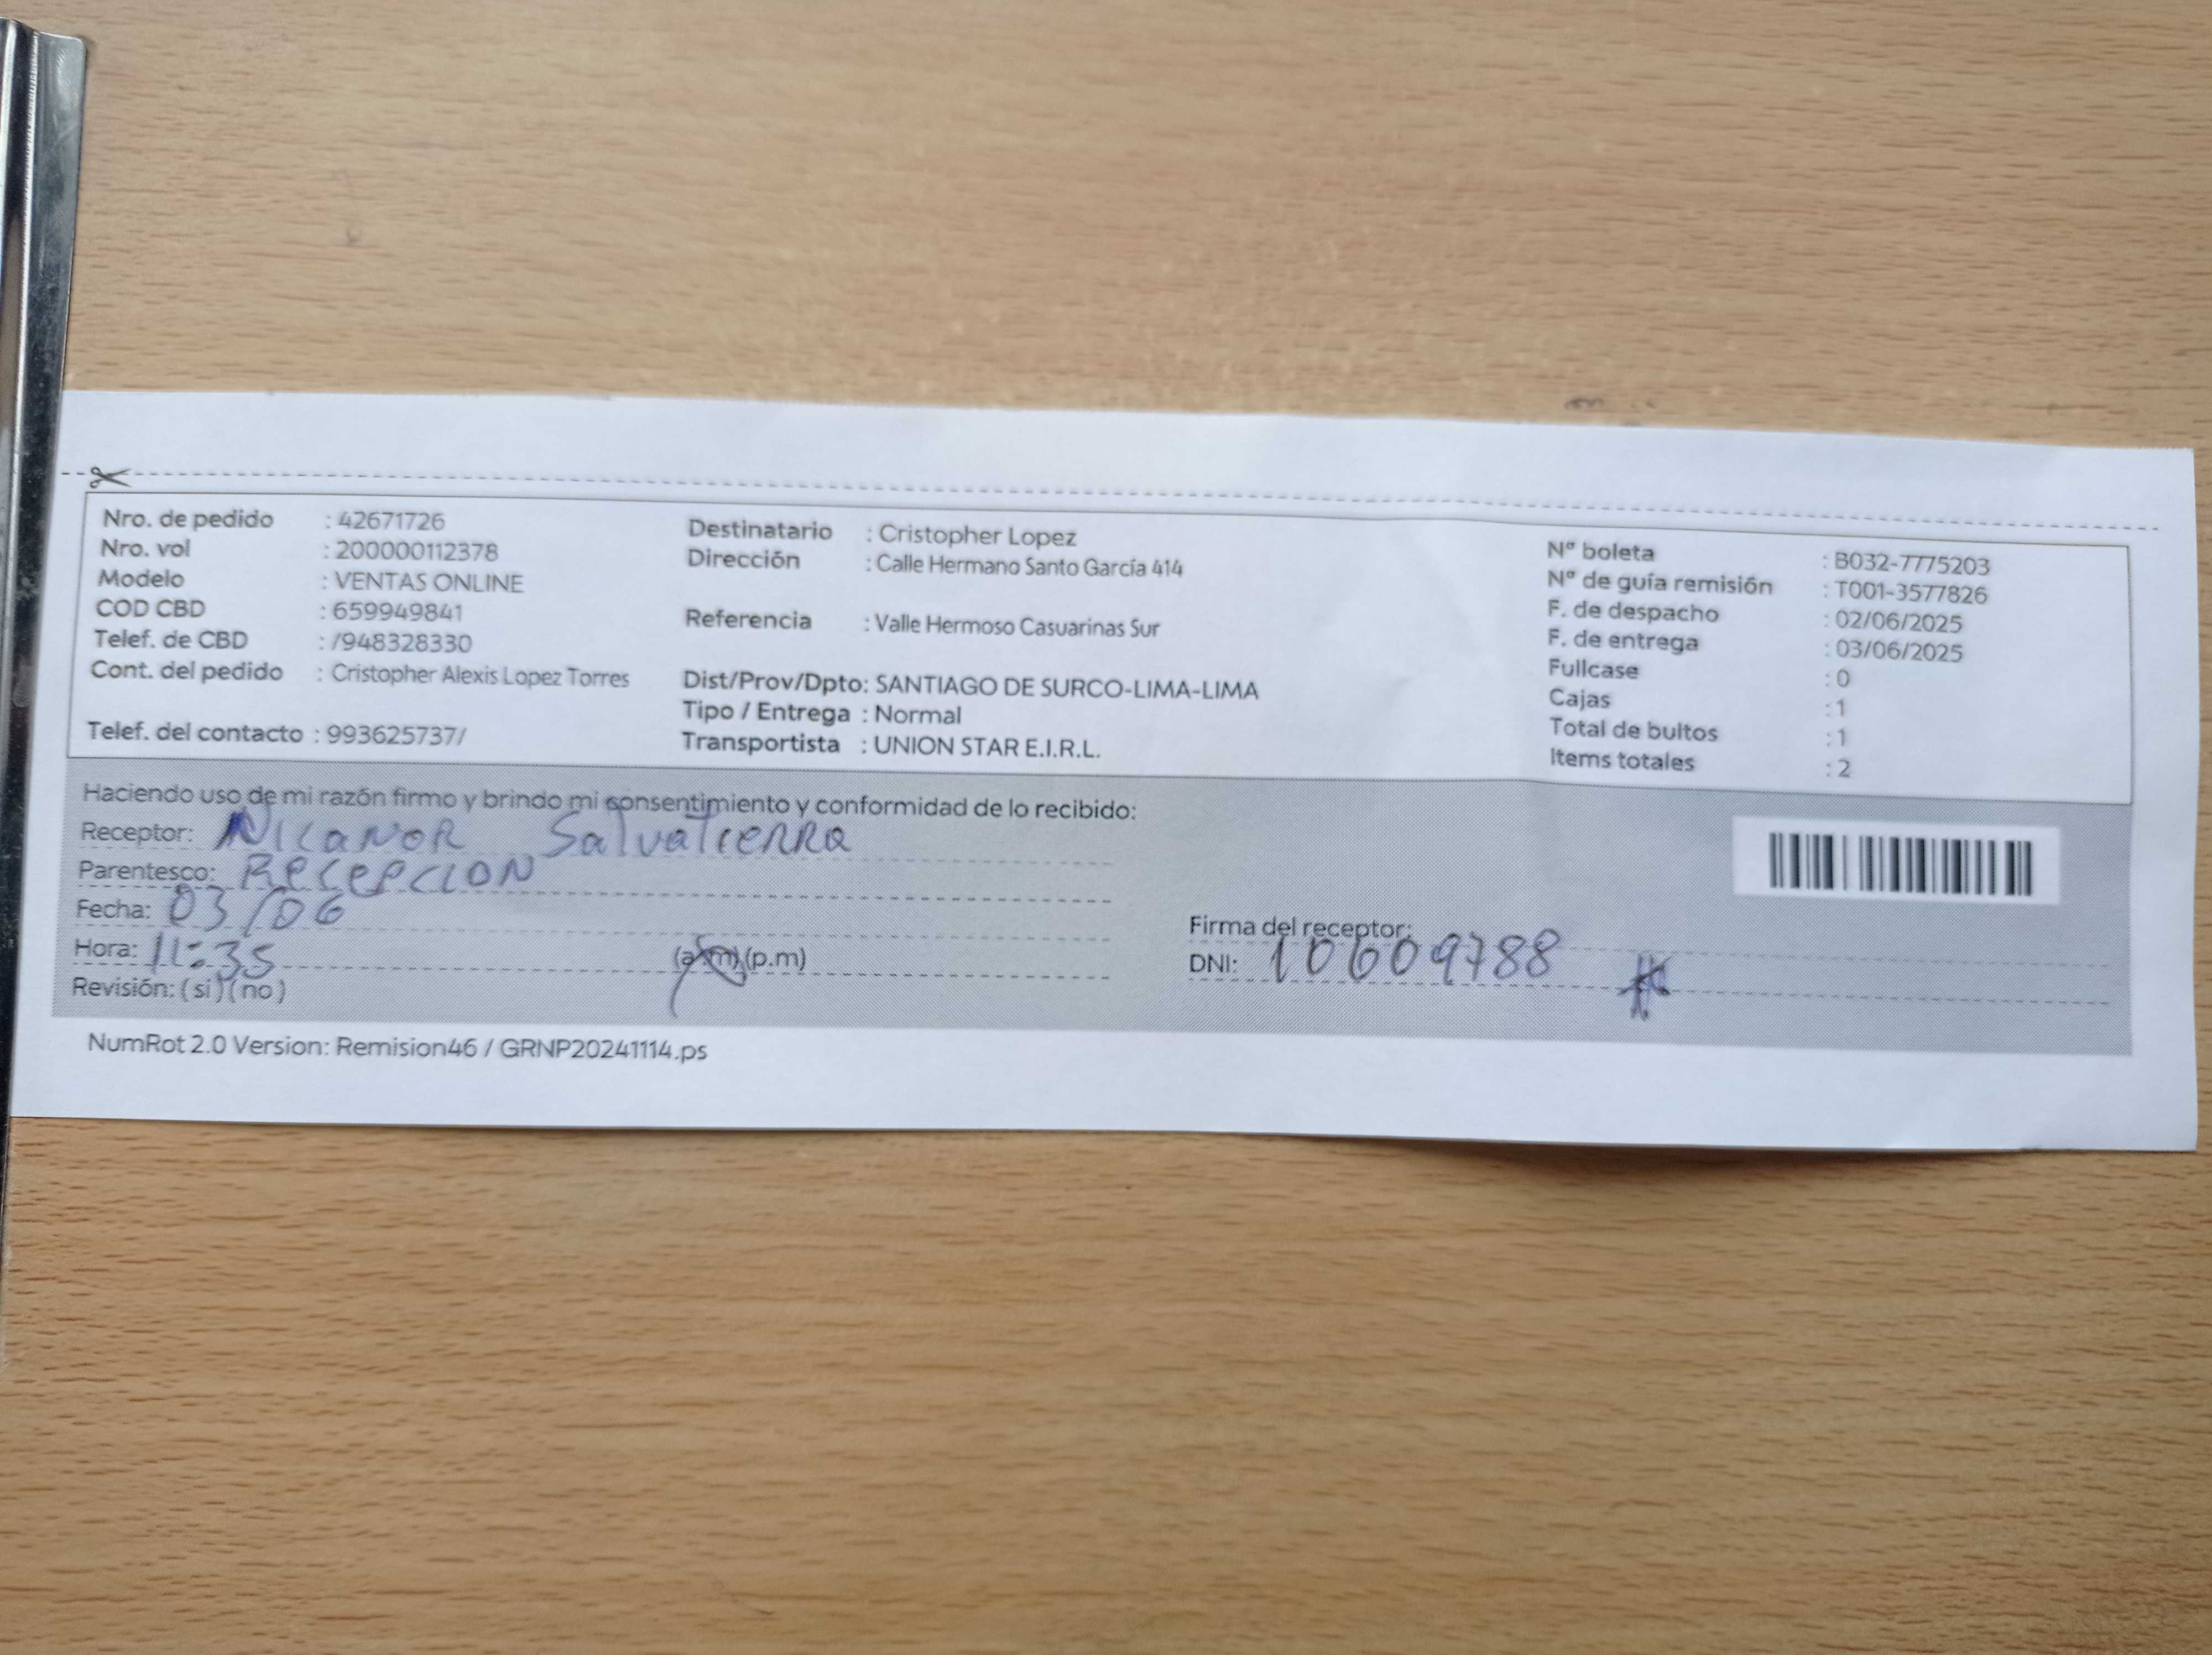 Nro. de pedido : 42671726
Nro. vol : 200000112378
Modelo : VENTAS ONLINE
COD CBD : 659949841
Telef. de CBD : /948328330
Cont. del pedido : Cristopher Alexis Lopez Torres
Telef. del contacto : 993625737/
Destinatario : Cristopher Lopez
Dirección : Calle Hermano Santo García 414
Referencia : Valle Hermoso Casuarinas Sur
Dist/Prov/Dpto: SANTIAGO DE SURCO-LIMA-LIMA
Tipo / Entrega : Normal
Transportista : UNION STAR E.I.R.L.
Nº boleta : B032-7775203
Nº de guía remisión : T001-3577826
F. de despacho : 02/06/2025
F. de entrega : 03/06/2025
Fullcase : 0
Cajas : 1
Total de bultos : 1
Items totales : 2
Haciendo uso de mi razón firmo y brindo mi consentimiento y conformidad de lo recibido:
Receptor: NICANOR Salvatierra
Parentesco: RECEPCION
Fecha: 03/06
Hora: 11:35 (a.m)(p.m)
Revisión: (si)(no)
Firma del receptor:
DNI: 10609788
NumRot 2.0 Version: Remision46 / GRNP20241114.ps